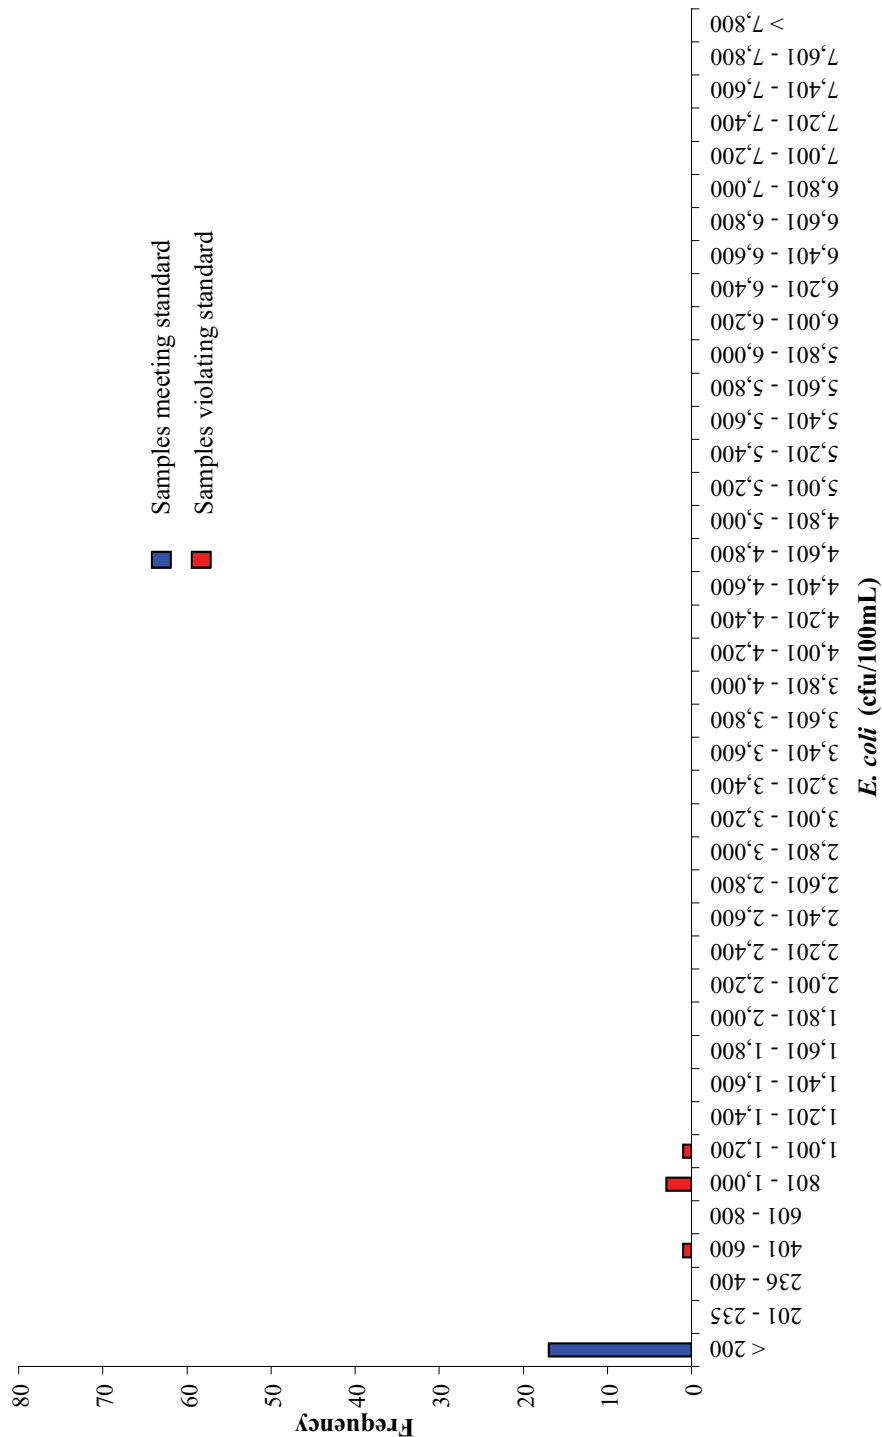 80
70
60
50
40
30
20
10
0
Frequency
Samples meeting standard
Samples violating standard
< 200
201 - 235
236 - 400
401 - 600
601 - 800
801 - 1,000
1,001 - 1,200
1,201 - 1,400
1,401 - 1,600
1,601 - 1,800
1,801 - 2,000
2,001 - 2,200
2,201 - 2,400
2,401 - 2,600
2,601 - 2,800
2,801 - 3,000
3,001 - 3,200
3,201 - 3,400
3,401 - 3,600
3,601 - 3,800
3,801 - 4,000
4,001 - 4,200
4,201 - 4,400
4,401 - 4,600
4,601 - 4,800
4,801 - 5,000
5,001 - 5,200
5,201 - 5,400
5,401 - 5,600
5,601 - 5,800
5,801 - 6,000
6,001 - 6,200
6,201 - 6,400
6,401 - 6,600
6,601 - 6,800
6,801 - 7,000
7,001 - 7,200
7,201 - 7,400
7,401 - 7,600
7,601 - 7,800
> 7,800
E. coli (cfu/100mL)